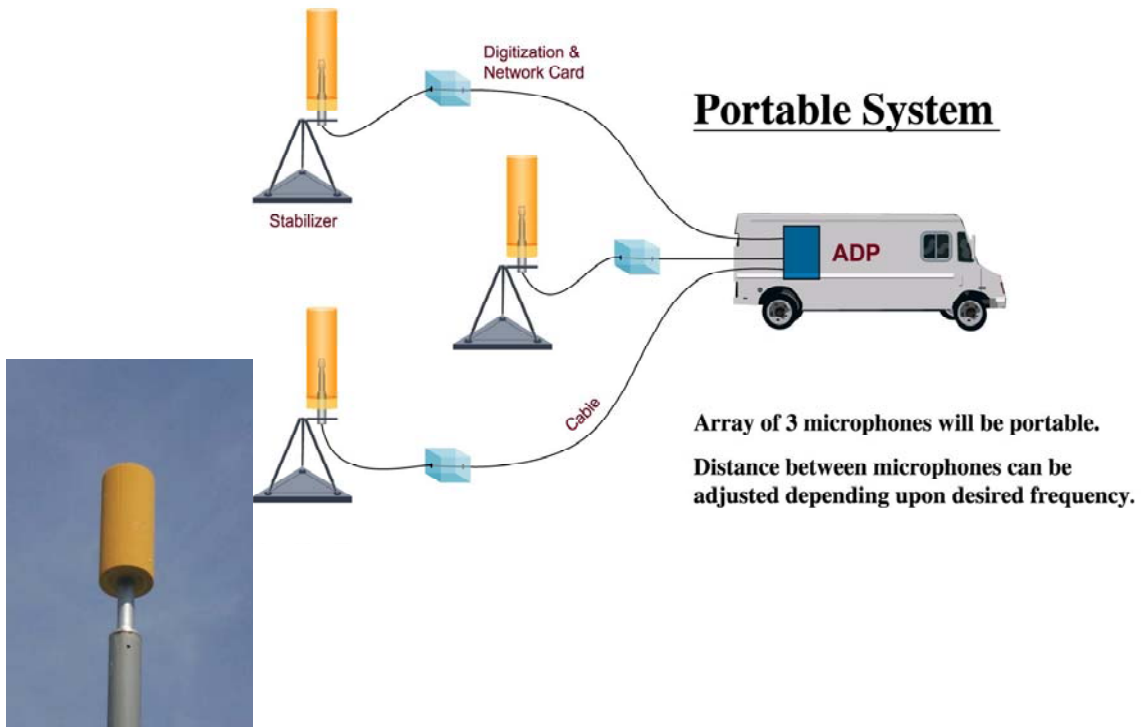 Digitization &
Network Card
Portable System
Stabilizer
ADP
Cable
Array of 3 microphones will be portable.
Distance between microphones can be
adjusted depending upon desired frequency.